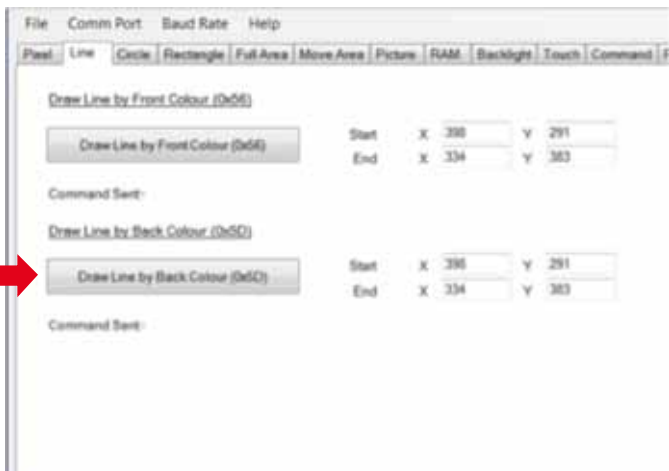 File Comm Port Baud Rate Help
Pixel Line Circle Rectangle Full Area Move Area Picture RAM Backlight Touch Command
Draw Line by Front Colour (0x56)
Draw Line by Front Colour (0x56) Start X 398 Y 291
End X 334 Y 383
Command Sent:
Draw Line by Back Colour (0x5D)
Draw Line by Back Colour (0x5D) Start X 398 Y 291
End X 334 Y 383
Command Sent: